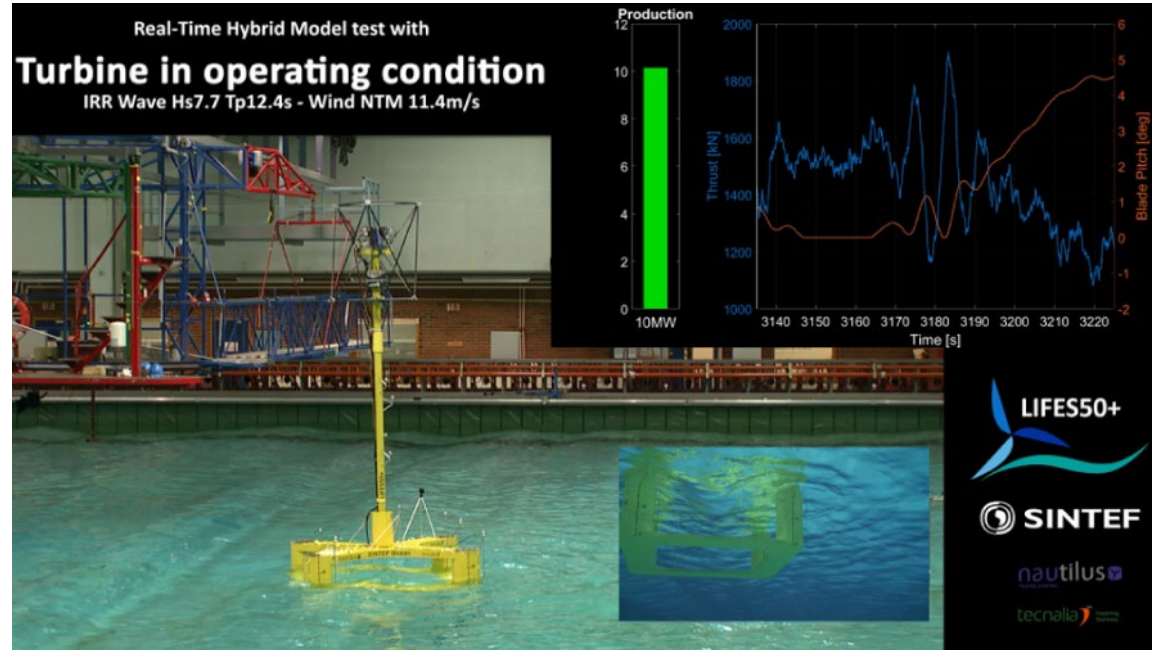 Real-Time Hybrid Model test with
Turbine in operating condition
IRR Wave Hs7.7 Tp12.4s - Wind NTM 11.4m/s
Production
12
10
8
6
4
2
0
10MW
Thrust [kN]
2000
1800
1600
1400
1200
1000
3140 3150 3160 3170 3180 3190 3200 3210 3220
Time [s]
6
5
4
3
2
1
0
-1
-2
Blade Pitch [deg]
SINTEF Ocean
LIFES50+
SINTEF
nautilus
tecnalia